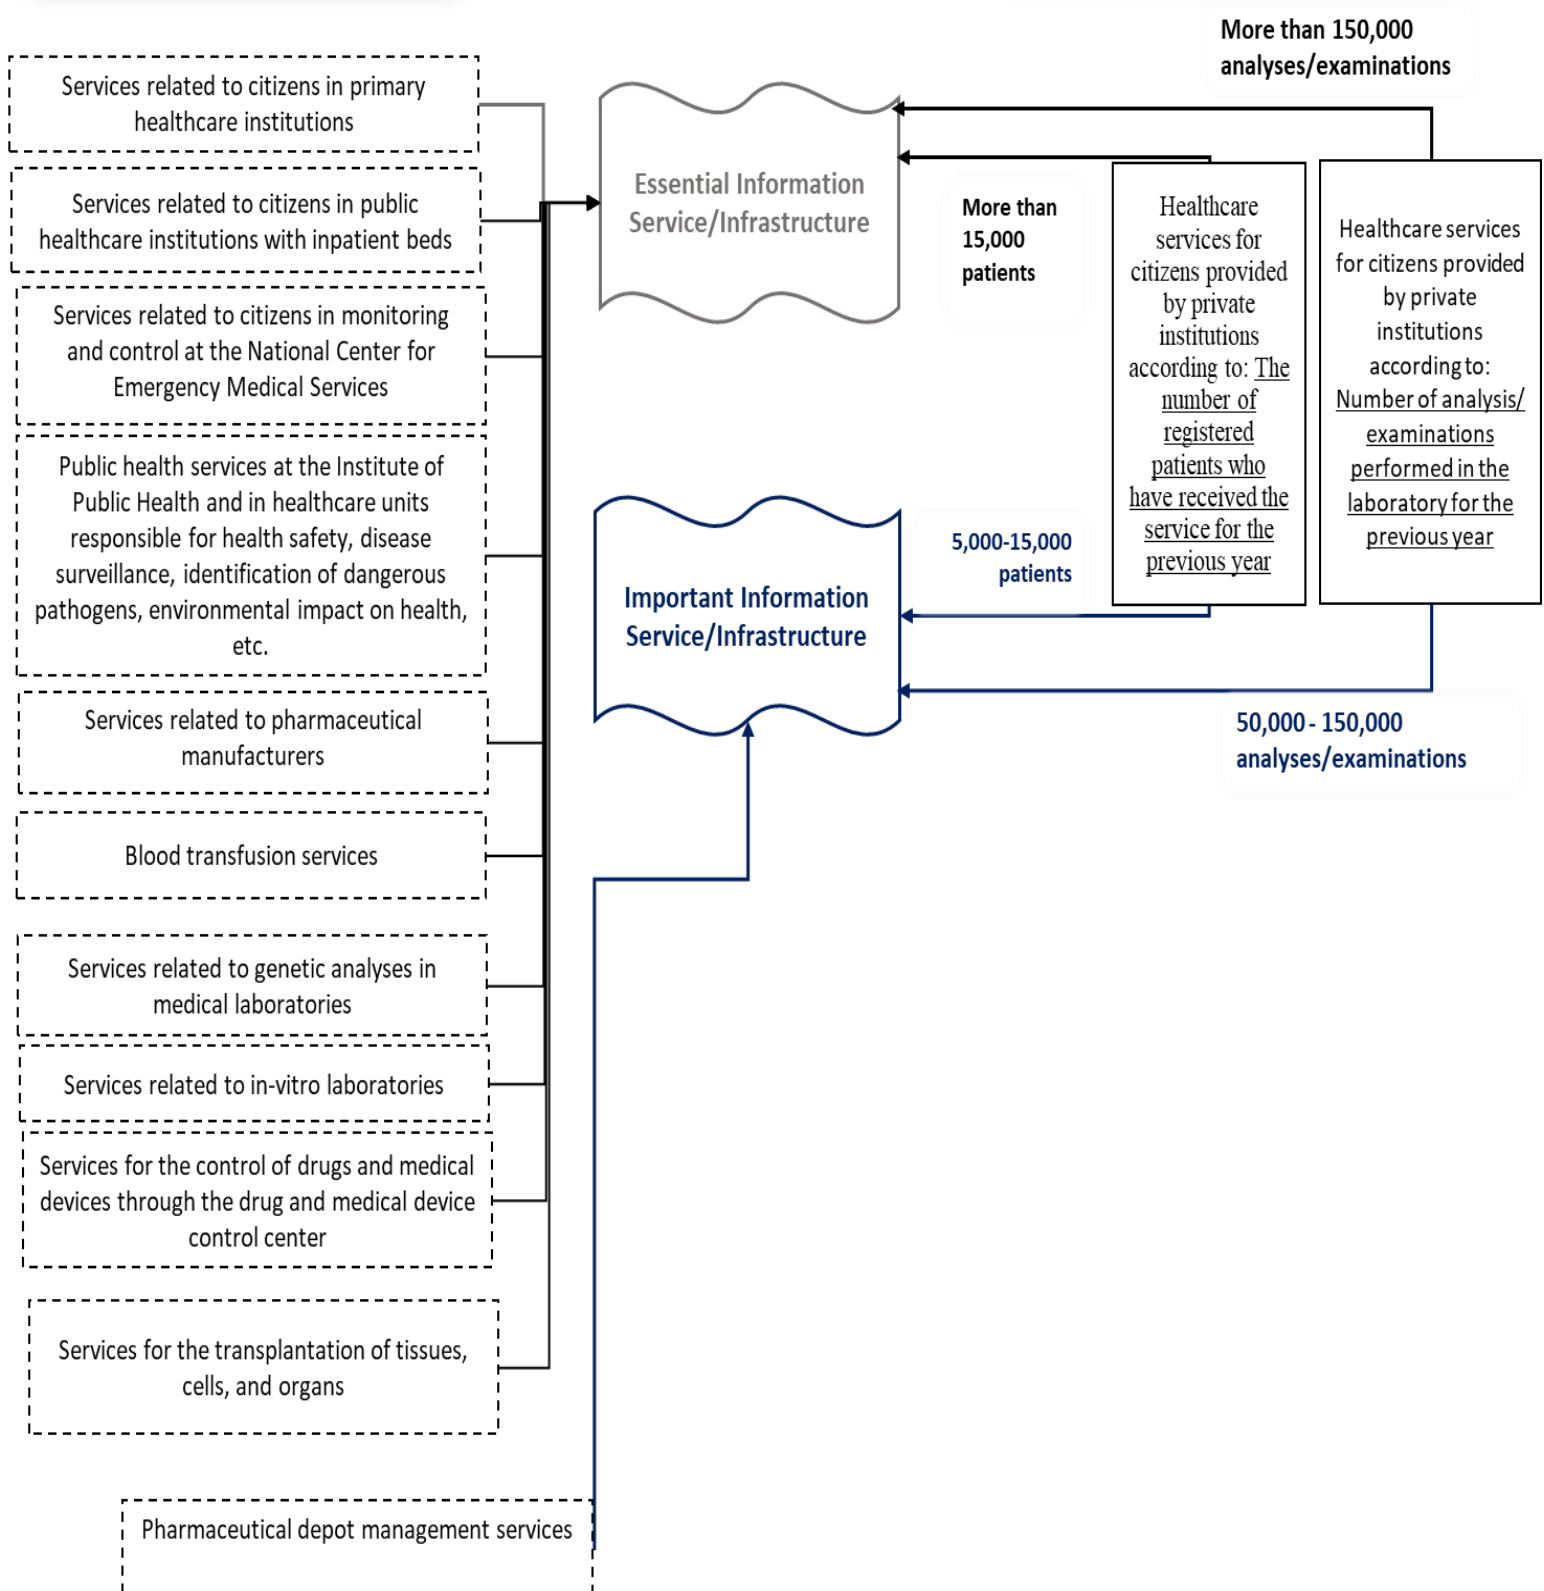 Services related to citizens in primary
healthcare institutions
Services related to citizens in public
healthcare institutions with inpatient beds
Services related to citizens in monitoring
and control at the National Center for
Emergency Medical Services
Public health services at the Institute of
Public Health and in healthcare units
responsible for health safety, disease
surveillance, identification of dangerous
pathogens, environmental impact on health,
etc.
Services related to pharmaceutical
manufacturers
Blood transfusion services
Services related to genetic analyses in
medical laboratories
Services related to in-vitro laboratories
Services for the control of drugs and medical
devices through the drug and medical device
control center
Services for the transplantation of tissues,
cells, and organs
Pharmaceutical depot management services
Essential Information
Service/Infrastructure
Important Information
Service/Infrastructure
More than 150,000
analyses/examinations
More than
15,000
patients
5,000-15,000
patients
50,000 - 150,000
analyses/examinations
Healthcare
services for
citizens provided
by private
institutions
according to: The
number of
registered
patients who
have received the
service for the
previous year
Healthcare services
for citizens provided
by private
institutions
according to:
Number of analysis/
examinations
performed in the
laboratory for the
previous year